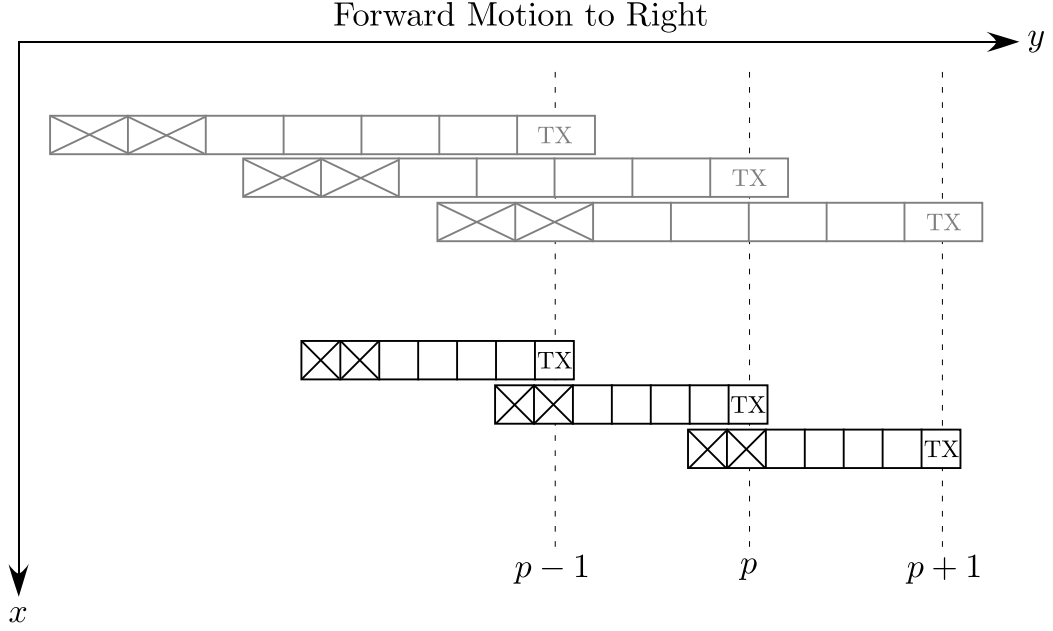 Forward Motion to Right
y
TX
TX
TX
TX
TX
TX
p − 1
p
p + 1
x